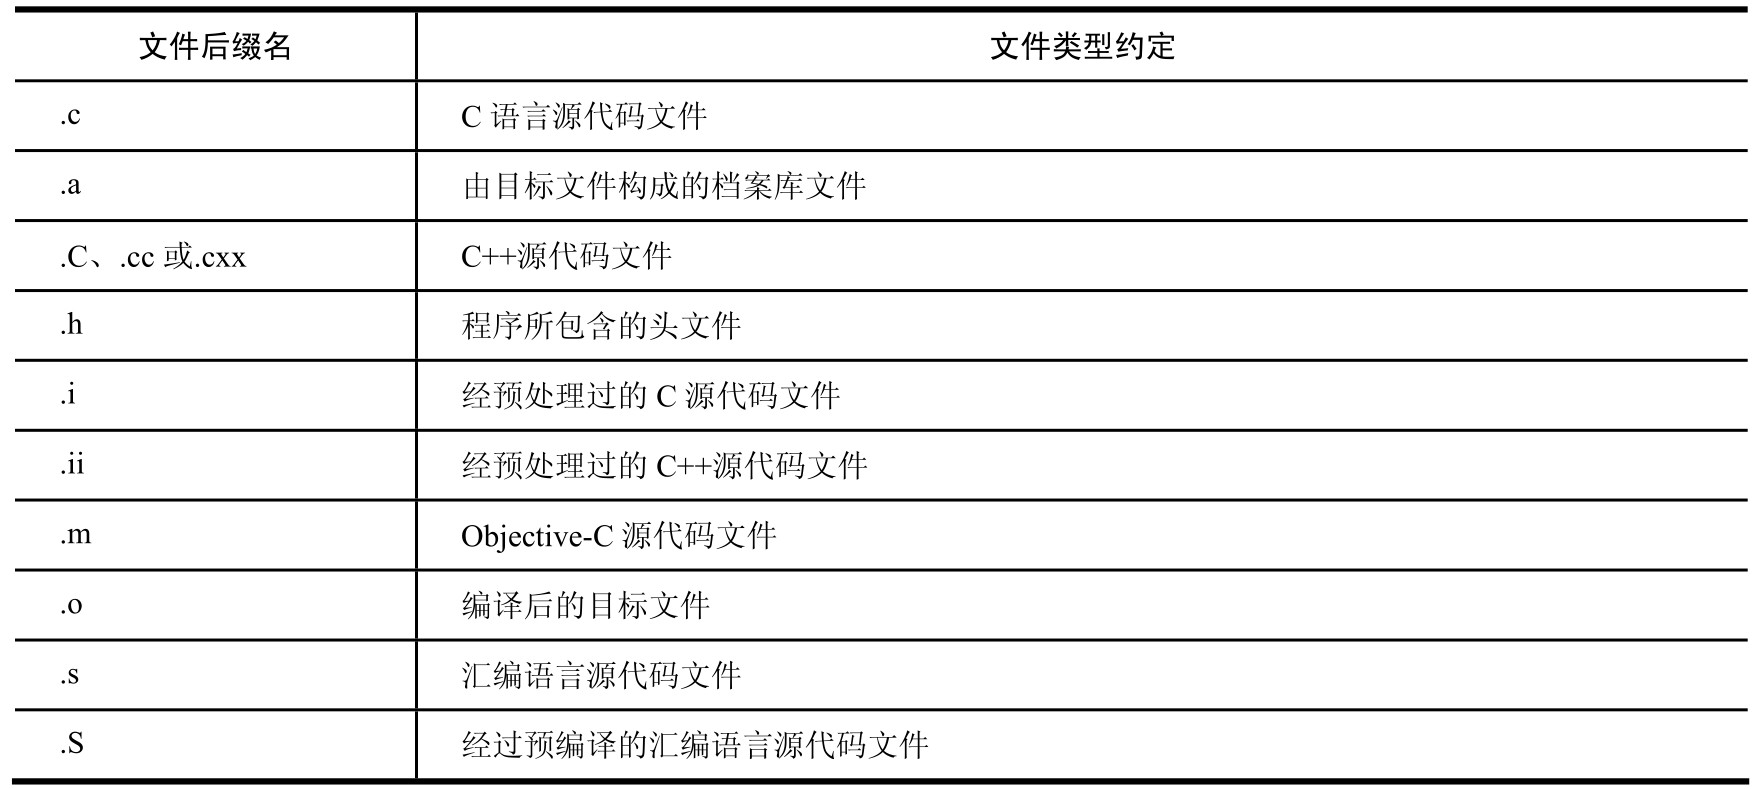 文件后缀名 文件类型约定
.c C 语言源代码文件
.a 由目标文件构成的档案库文件
.C、.cc 或.cxx C++源代码文件
.h 程序所包含的头文件
.i 经预处理过的 C 源代码文件
.ii 经预处理过的 C++源代码文件
.m Objective-C 源代码文件
.o 编译后的目标文件
.s 汇编语言源代码文件
.S 经过预编译的汇编语言源代码文件